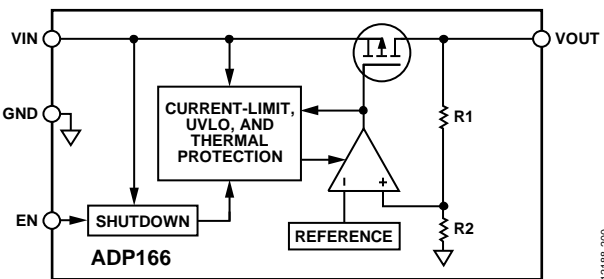 VIN
VOUT
GND
CURRENT-LIMIT,
UVLO, AND
THERMAL
PROTECTION
R1
EN
SHUTDOWN
REFERENCE
R2
ADP166